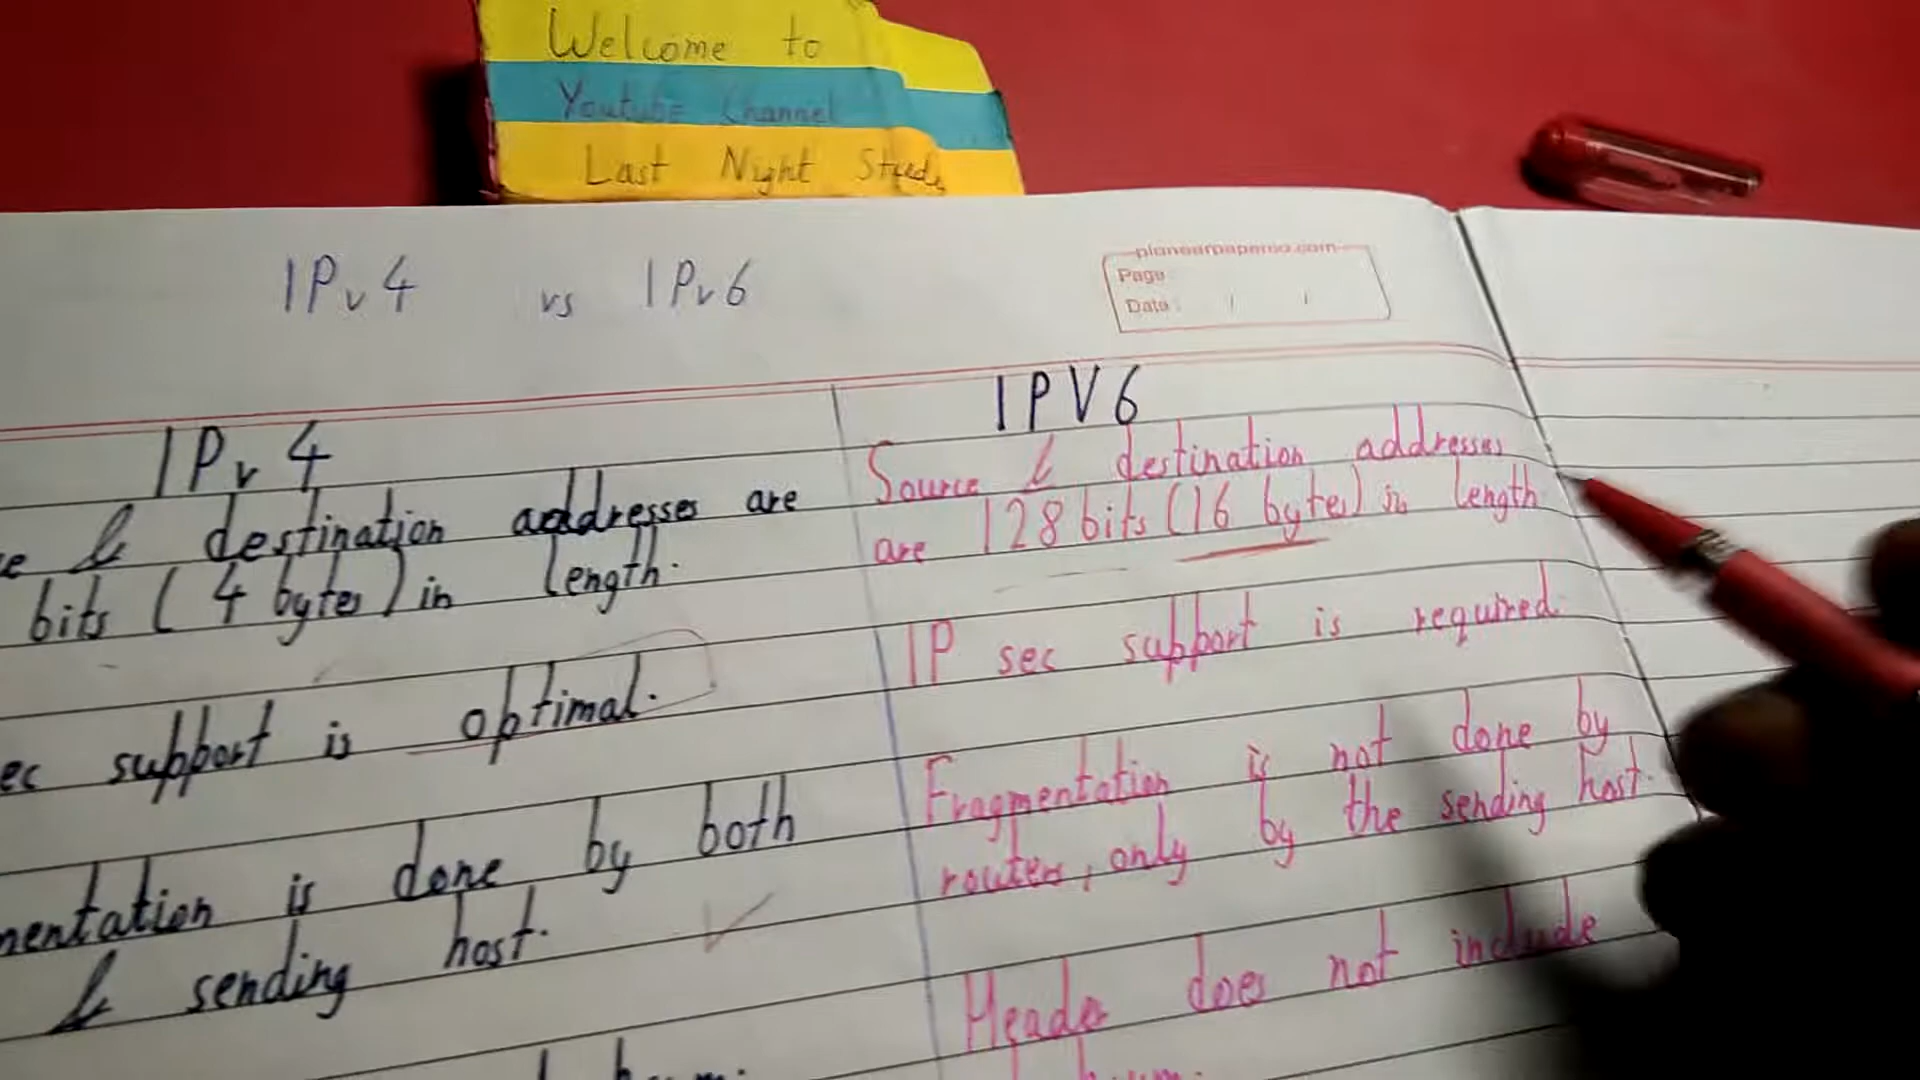 Welcome to
Youtube Channel
Last Night Study
IPv4 vs IPv6
Page
Date :
IPv4
& destination addresses are
bits (4 bytes) in length.
ec support is optimal.
mentation is done by both
& sending host.
IPV6
Source & destination addresses
are 128 bits (16 bytes) in length
IP sec support is required.
Fragmentation is not done by
routers, only by the sending host.
Header does not include